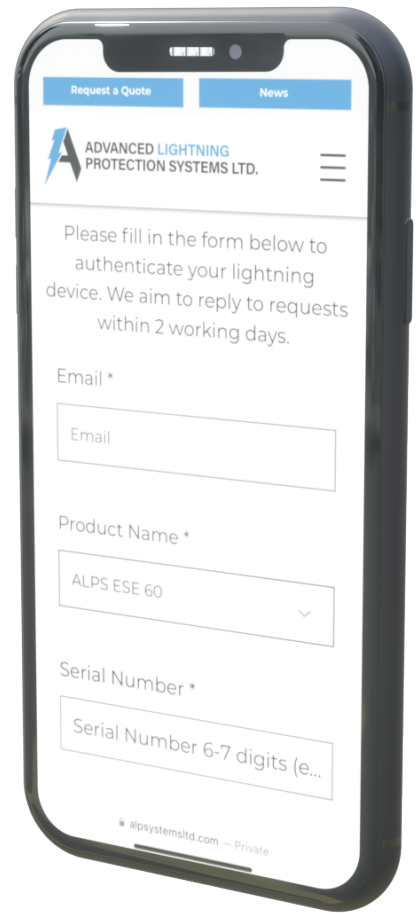 Request a Quote
News
ADVANCED LIGHTNING
PROTECTION SYSTEMS LTD.
Please fill in the form below to
authenticate your lightning
device. We aim to reply to requests
within 2 working days.
Email *
Email
Product Name *
ALPS ESE 60
Serial Number *
Serial Number 6-7 digits (e...
alpsystemsltd.com — Private